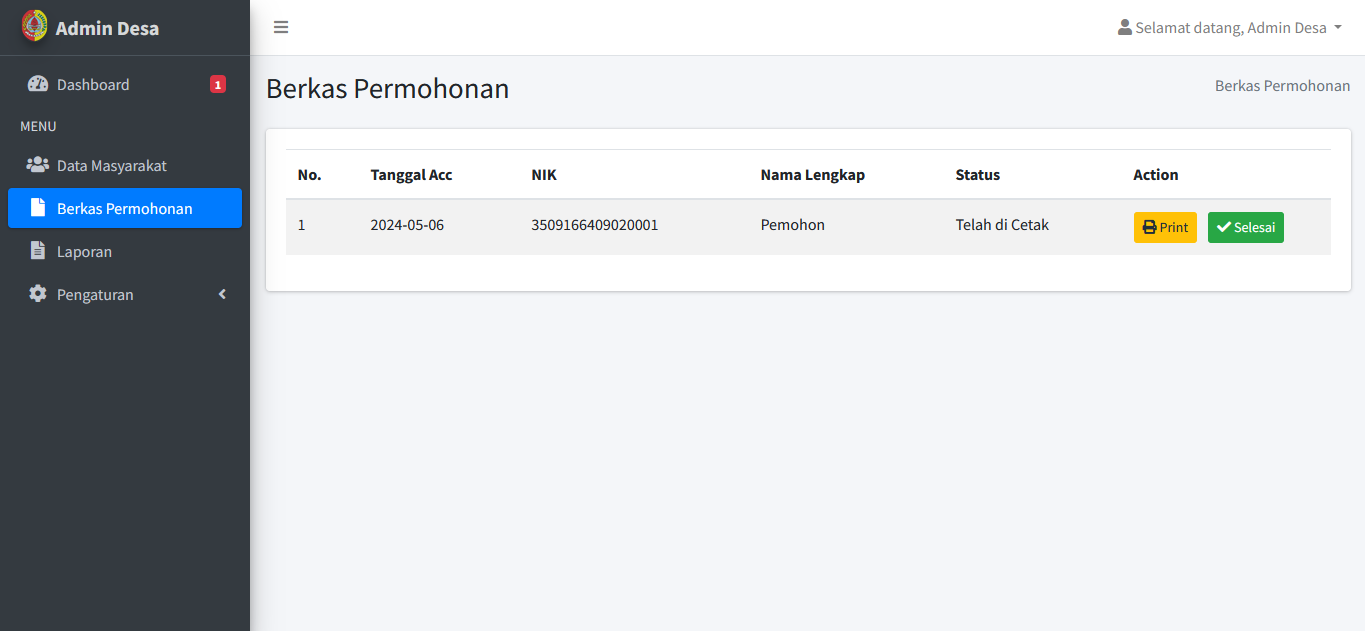 Admin Desa
Selamat datang, Admin Desa
Dashboard 1
MENU
Data Masyarakat
Berkas Permohonan
Laporan
Pengaturan
Berkas Permohonan
Berkas Permohonan
No. Tanggal Acc NIK Nama Lengkap Status Action
1 2024-05-06 3509166409020001 Pemohon Telah di Cetak Print Selesai